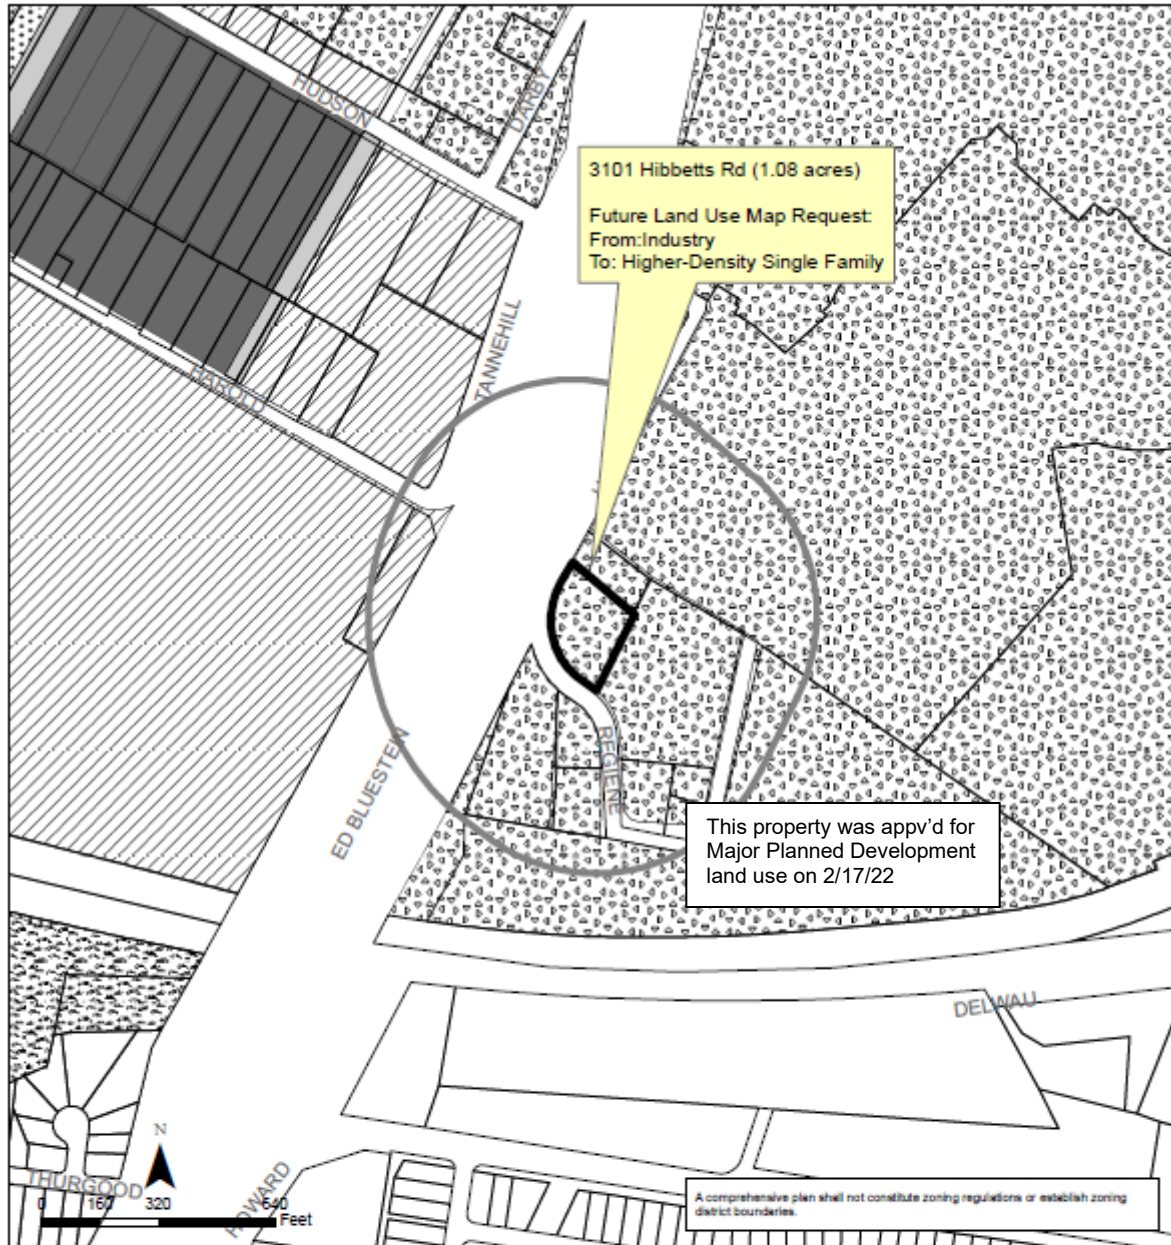 HUDSON
DARBY
3101 Hibbetts Rd (1.08 acres)
Future Land Use Map Request:
From:Industry
To: Higher-Density Single Family
TANNEHILL
HAROLD
ED BLUESTEIN
REGIENE
This property was appv'd for
Major Planned Development
land use on 2/17/22
DELWAU
N
THURGOOD
HOWARD
0 160 320 640
Feet
A comprehensive plan shall not constitute zoning regulations or establish zoning
district boundaries.